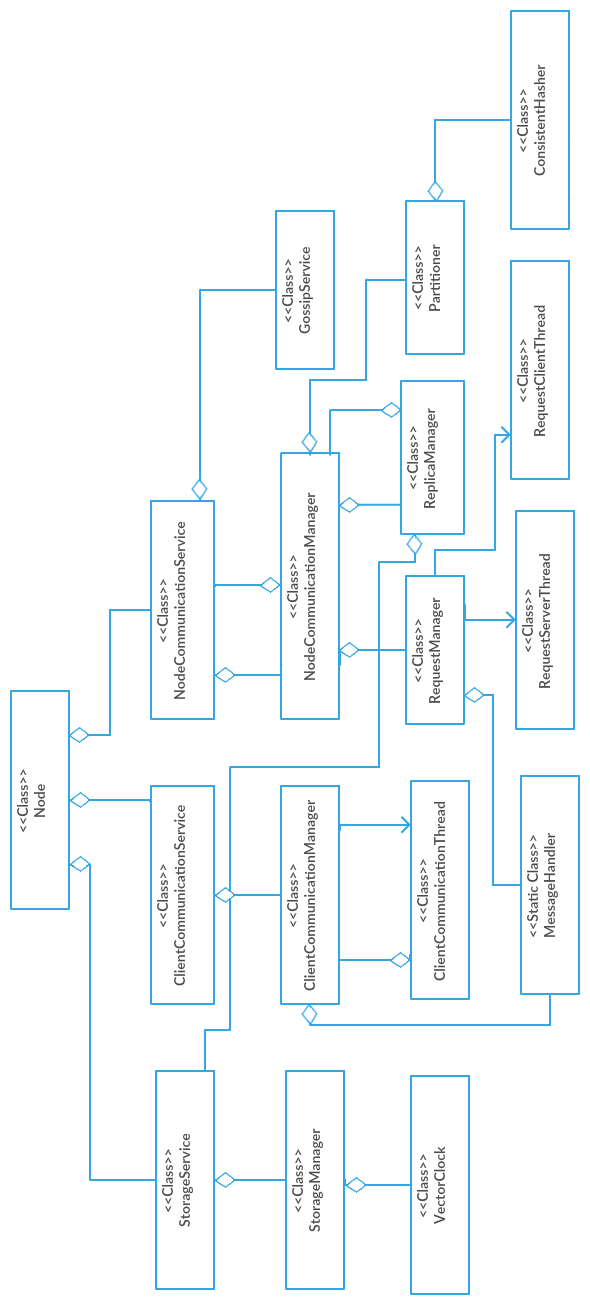 <<Class>>
Node
<<Class>>
StorageService
<<Class>>
ClientCommunicationService
<<Class>>
NodeCommunicationService
<<Class>>
StorageManager
<<Class>>
ClientCommunicationManager
<<Class>>
NodeCommunicationManager
<<Class>>
GossipService
<<Class>>
VectorClock
<<Class>>
ClientCommunicationThread
<<Class>>
RequestManager
<<Class>>
ReplicaManager
<<Class>>
Partitioner
<<Static Class>>
MessageHandler
<<Class>>
RequestServerThread
<<Class>>
RequestClientThread
<<Class>>
ConsistentHasher